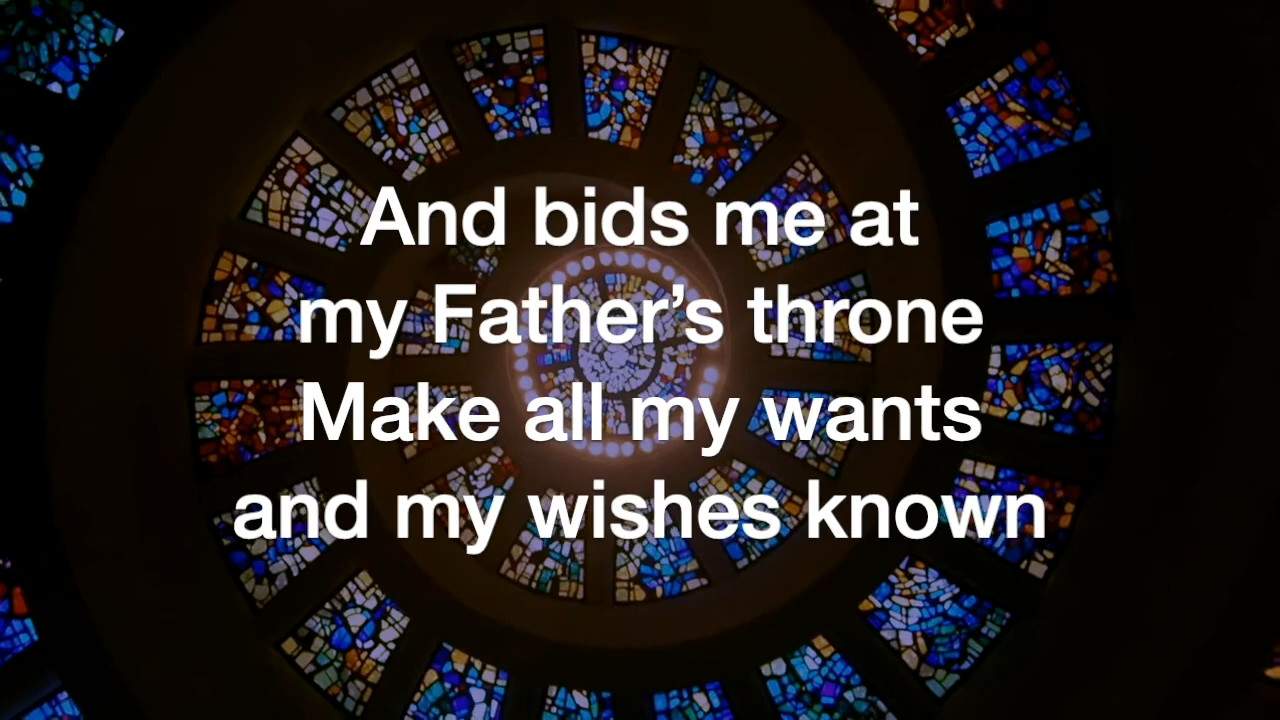 And bids me at
my Father’s throne
Make all my wants
and my wishes known